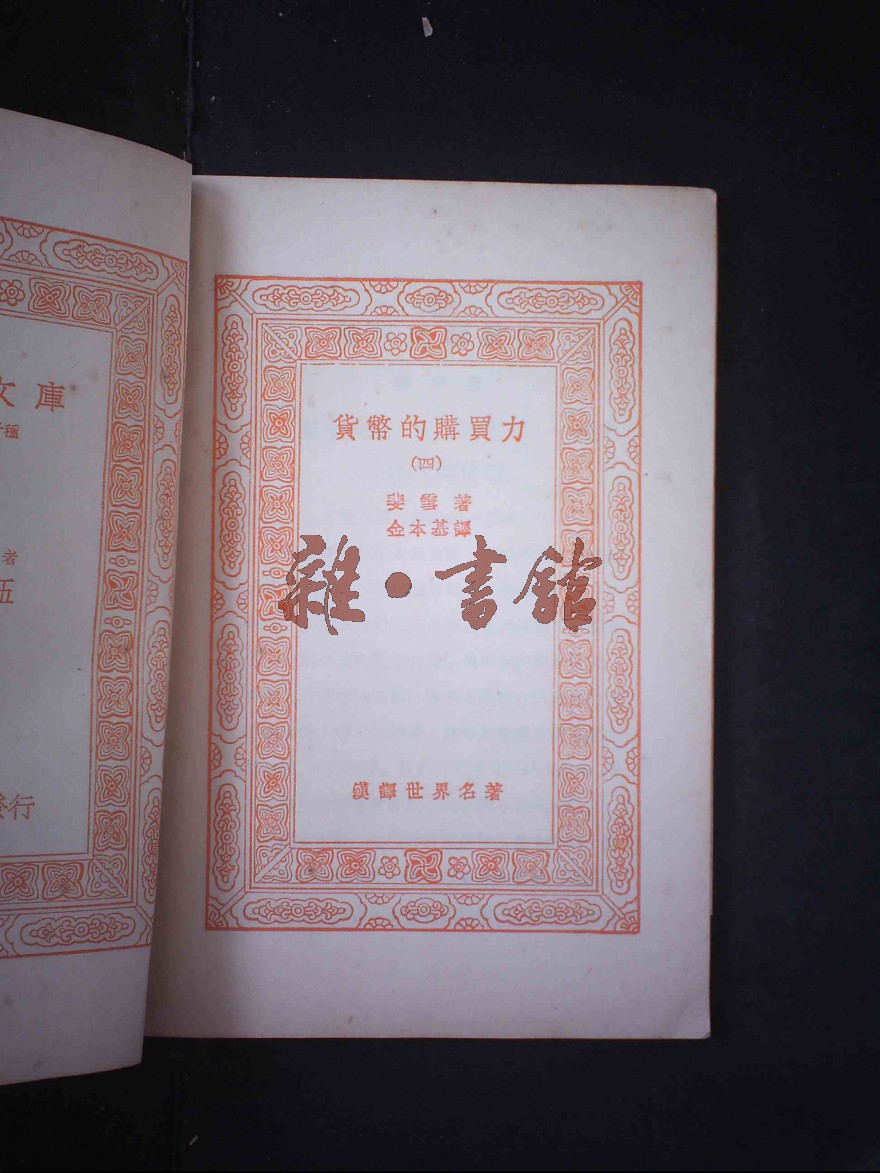 文庫
種
者
五
行
貨幣的購買力
(四)
斐雪著
金本基譯
雜·書館
漢譯世界名著